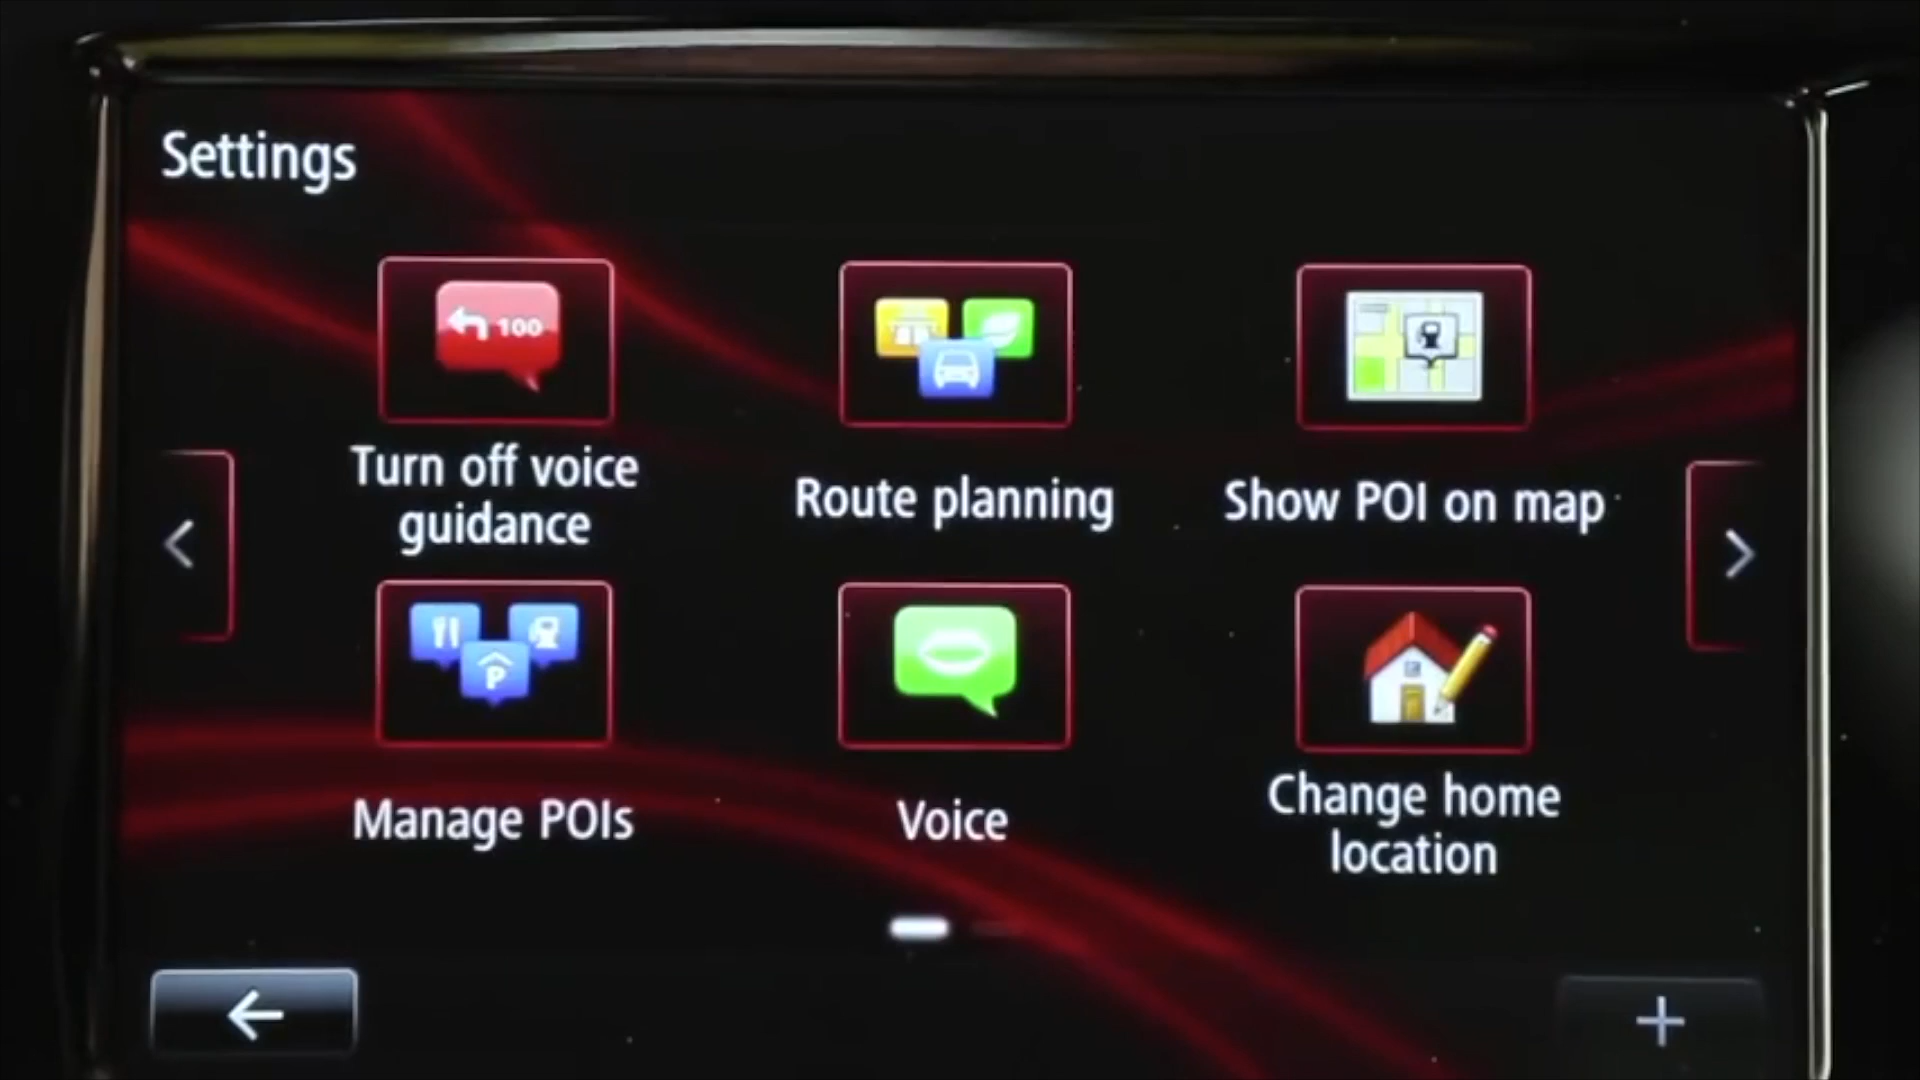 Settings
100
Turn off voice
guidance
Route planning
Show POI on map
P
Manage POIs
Voice
Change home
location